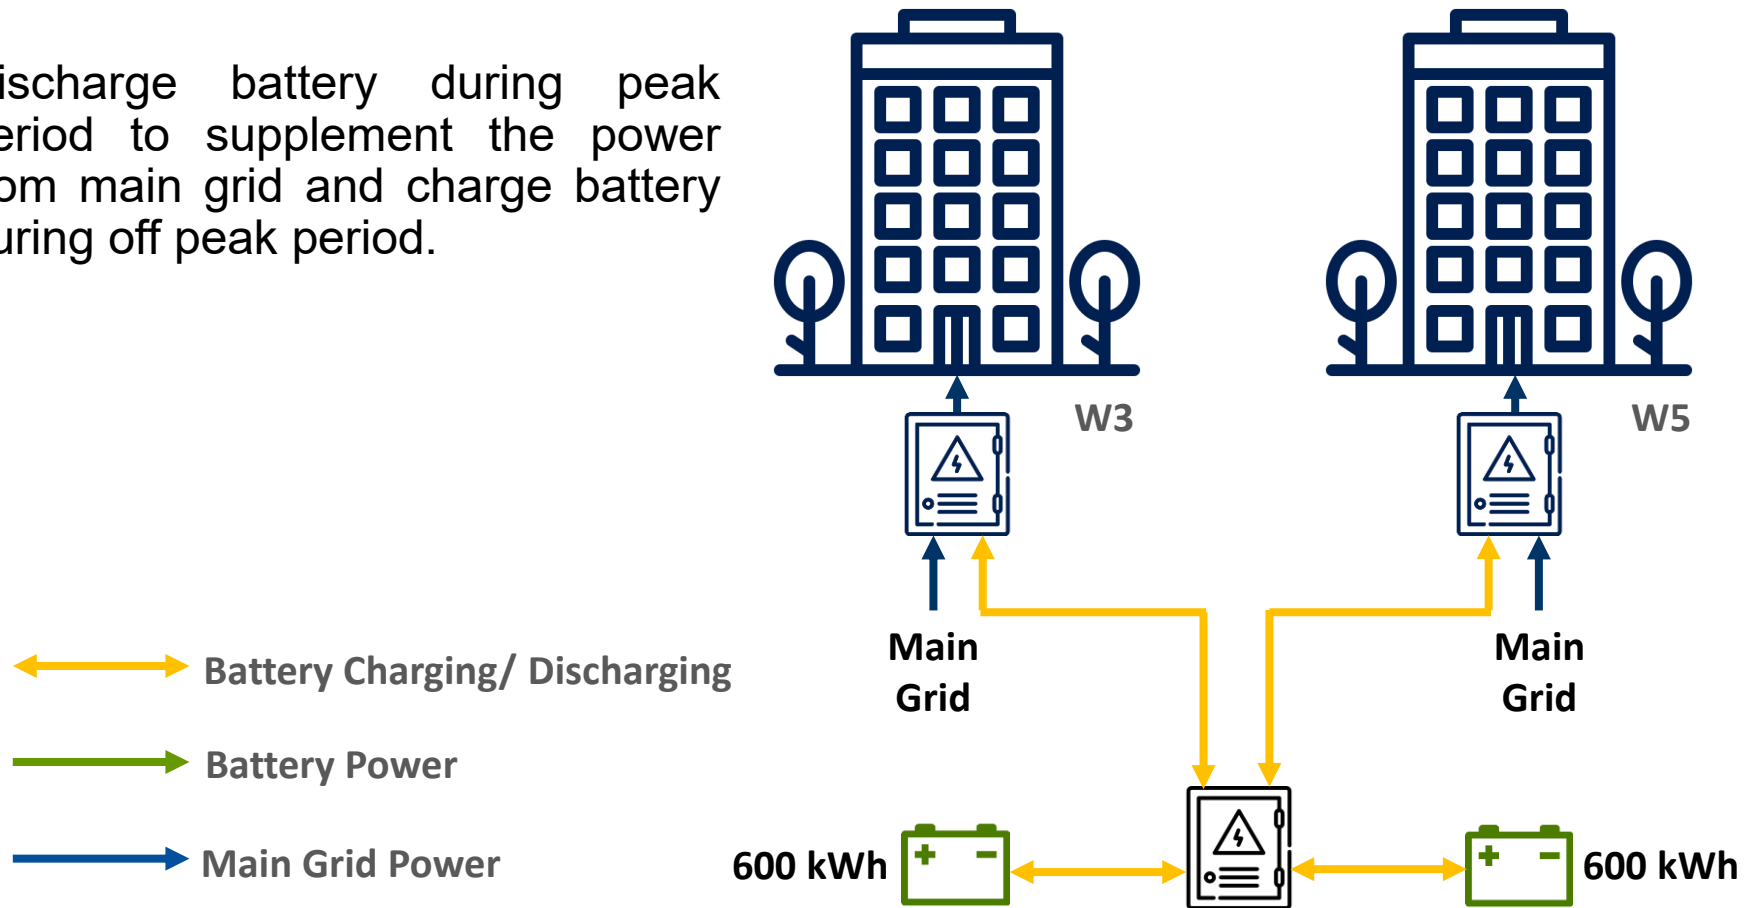 ischarge battery during peak
eriod to supplement the power
om main grid and charge battery
uring off peak period.
W3
W5
Main
Grid
Main
Grid
Battery Charging/ Discharging
Battery Power
Main Grid Power
600 kWh
+ -
+ -
600 kWh